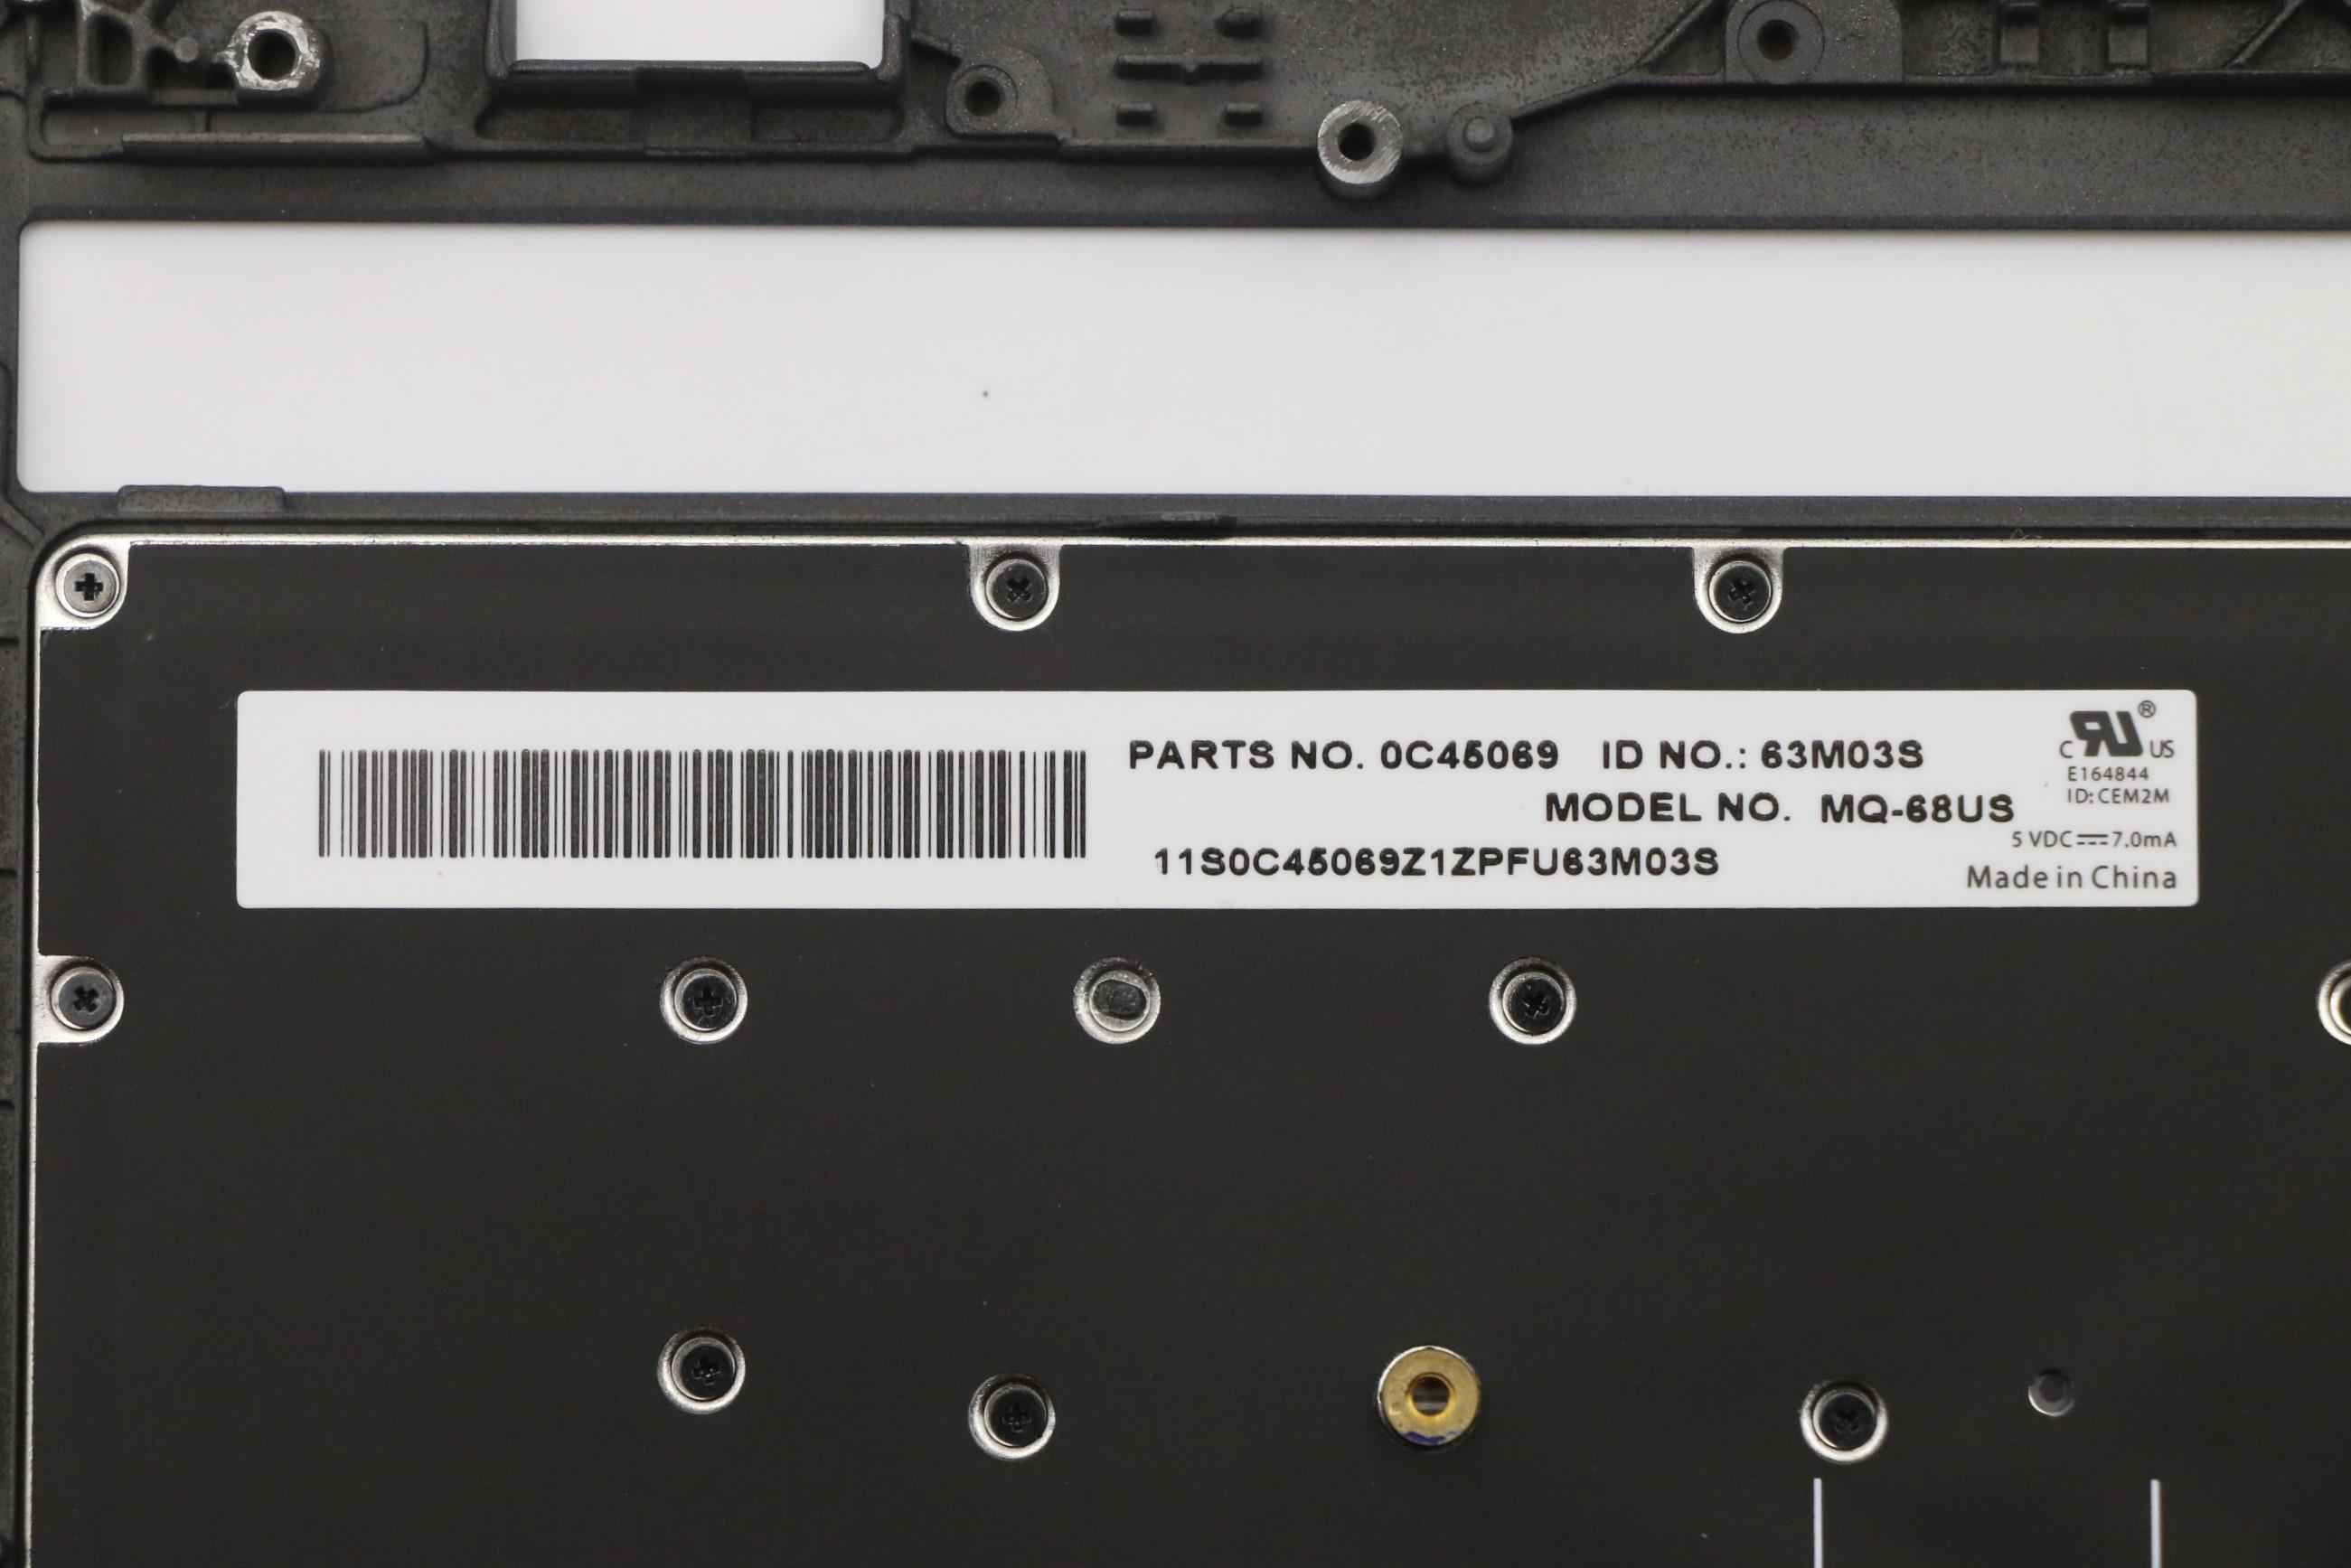 PARTS NO. 0C45069 ID NO.: 63M03S
MODEL NO. MQ-68US
11S0C45069Z1ZPFU63M03S
C RU® US
E164844
ID: CEM2M
5 VDC⎓7.0mA
Made in China